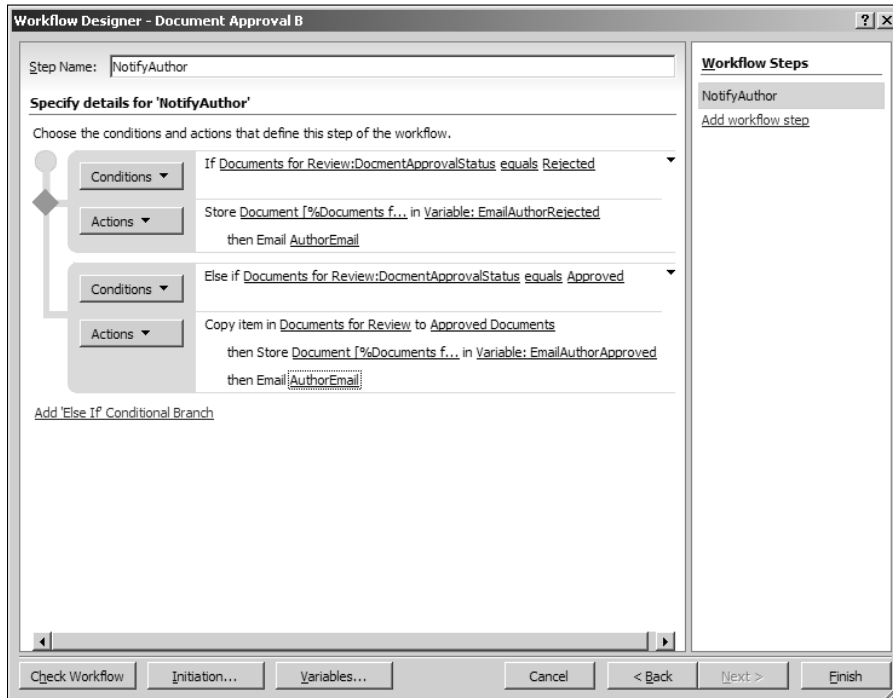 Workflow Designer - Document Approval B
Step Name: NotifyAuthor
Specify details for 'NotifyAuthor'
Choose the conditions and actions that define this step of the workflow.
Conditions
If Documents for Review:DocmentApprovalStatus equals Rejected
Actions
Store Document [%Documents f... in Variable: EmailAuthorRejected
then Email AuthorEmail
Conditions
Else if Documents for Review:DocmentApprovalStatus equals Approved
Actions
Copy item in Documents for Review to Approved Documents
then Store Document [%Documents f... in Variable: EmailAuthorApproved
then Email AuthorEmail
Add 'Else If' Conditional Branch
Workflow Steps
NotifyAuthor
Add workflow step
Check Workflow
Initiation...
Variables...
Cancel
< Back
Next >
Finish